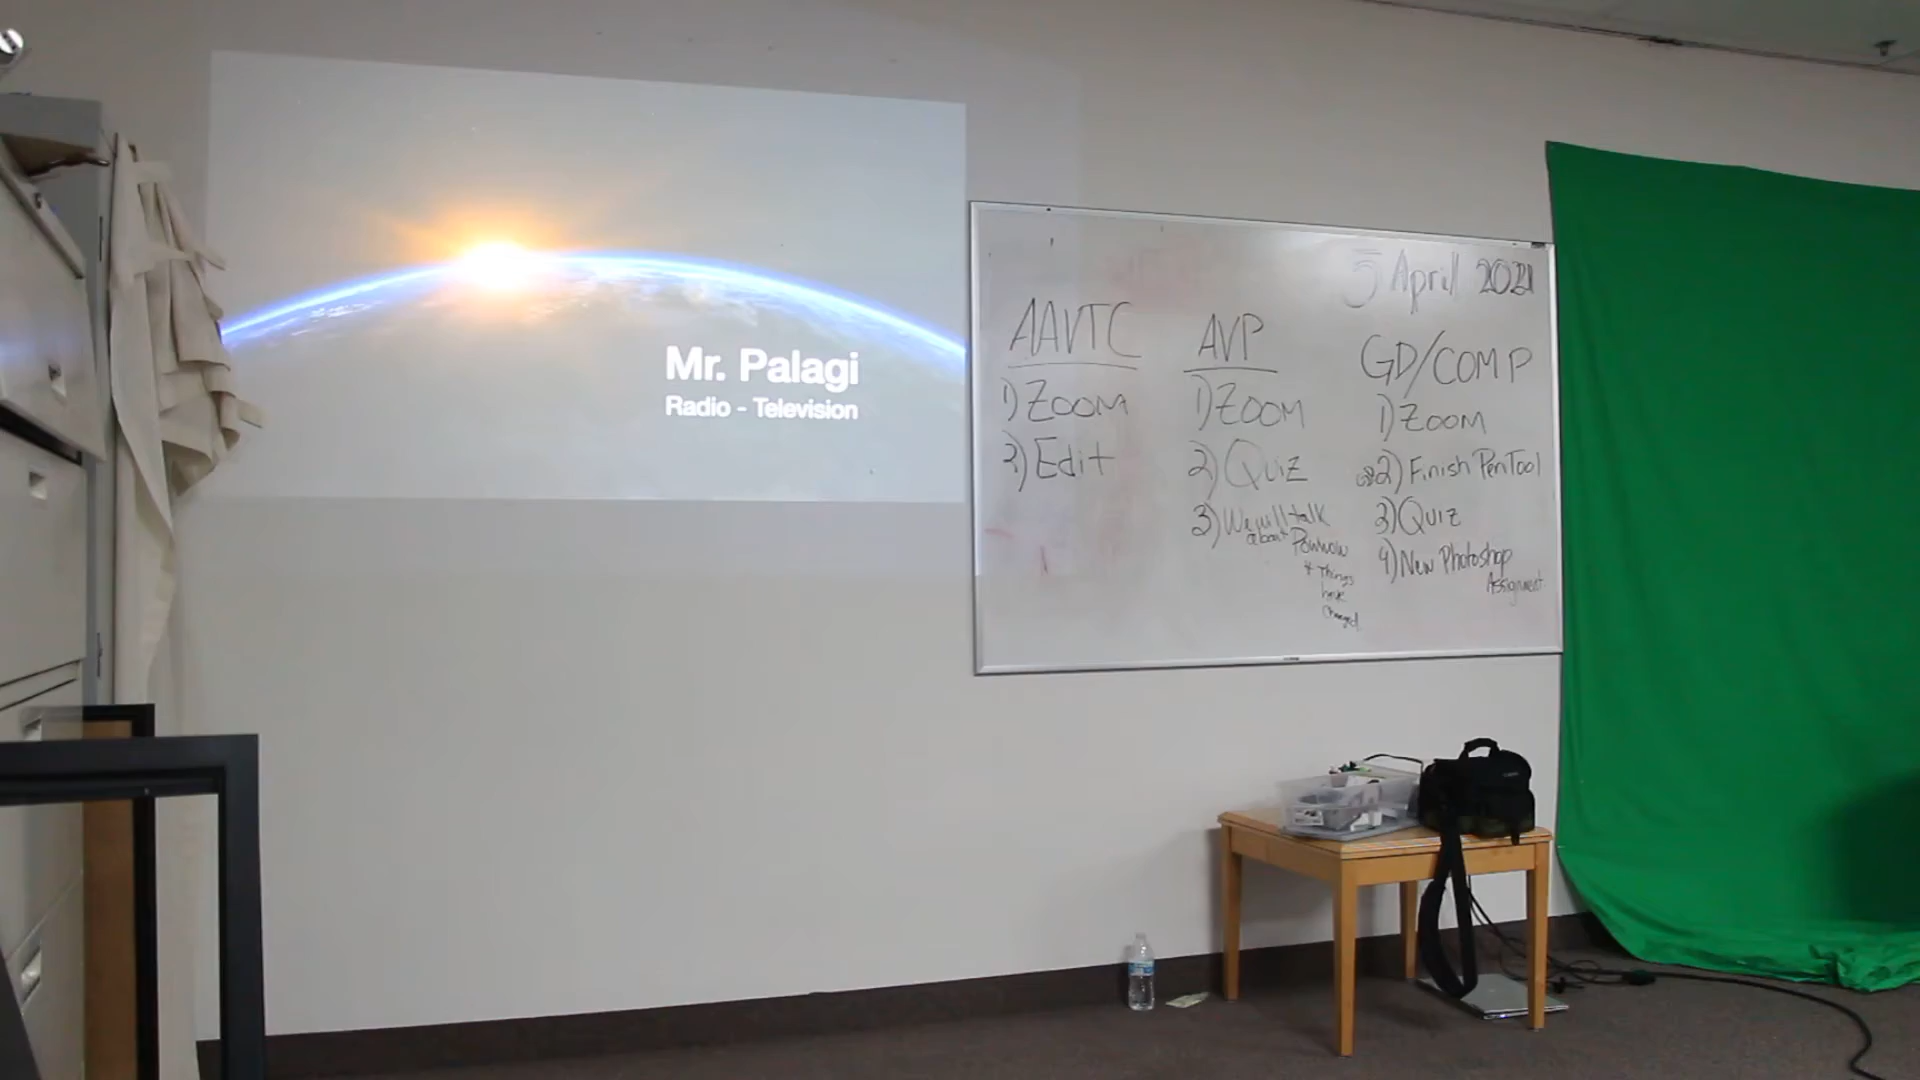 Mr. Palagi
Radio - Television
5 April 2021
AAVTC
1) Zoom
2) Edit
AVP
1) Zoom
2) Quiz
3) We will talk
about Powwow
+ Things
have
changed.
GD/COMP
1) Zoom
2) Finish Pen Tool
3) Quiz
4) New Photoshop
Assignment